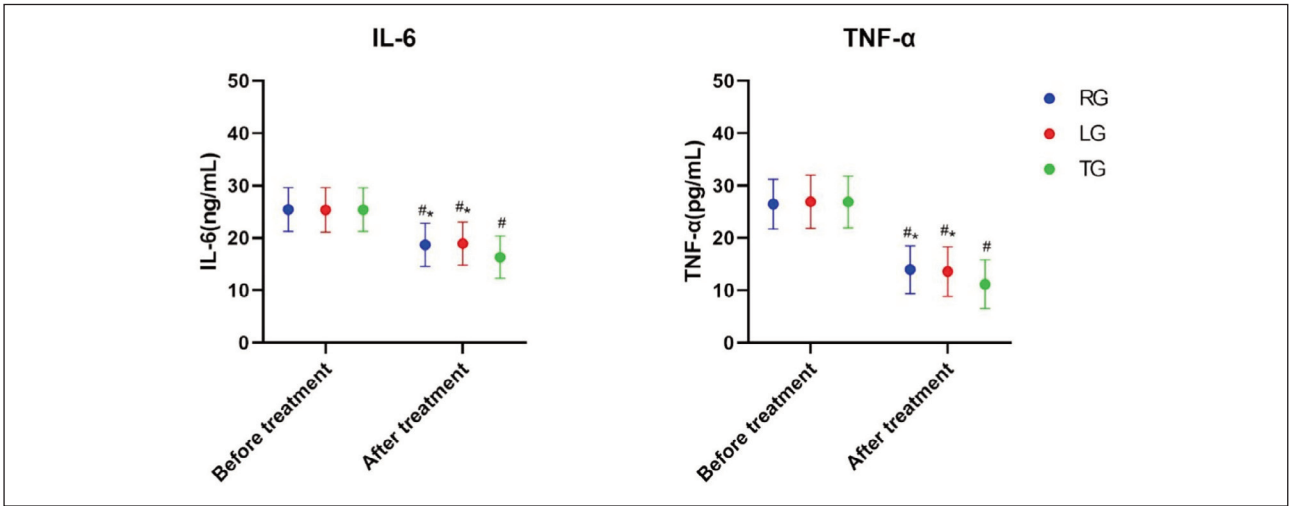 IL-6
50
40
30
20
10
0
IL-6(ng/mL)
#*
#*
#
Before treatment
After treatment
TNF-α
50
40
30
20
10
0
TNF-α(pg/mL)
#*
#*
#
Before treatment
After treatment
RG
LG
TG